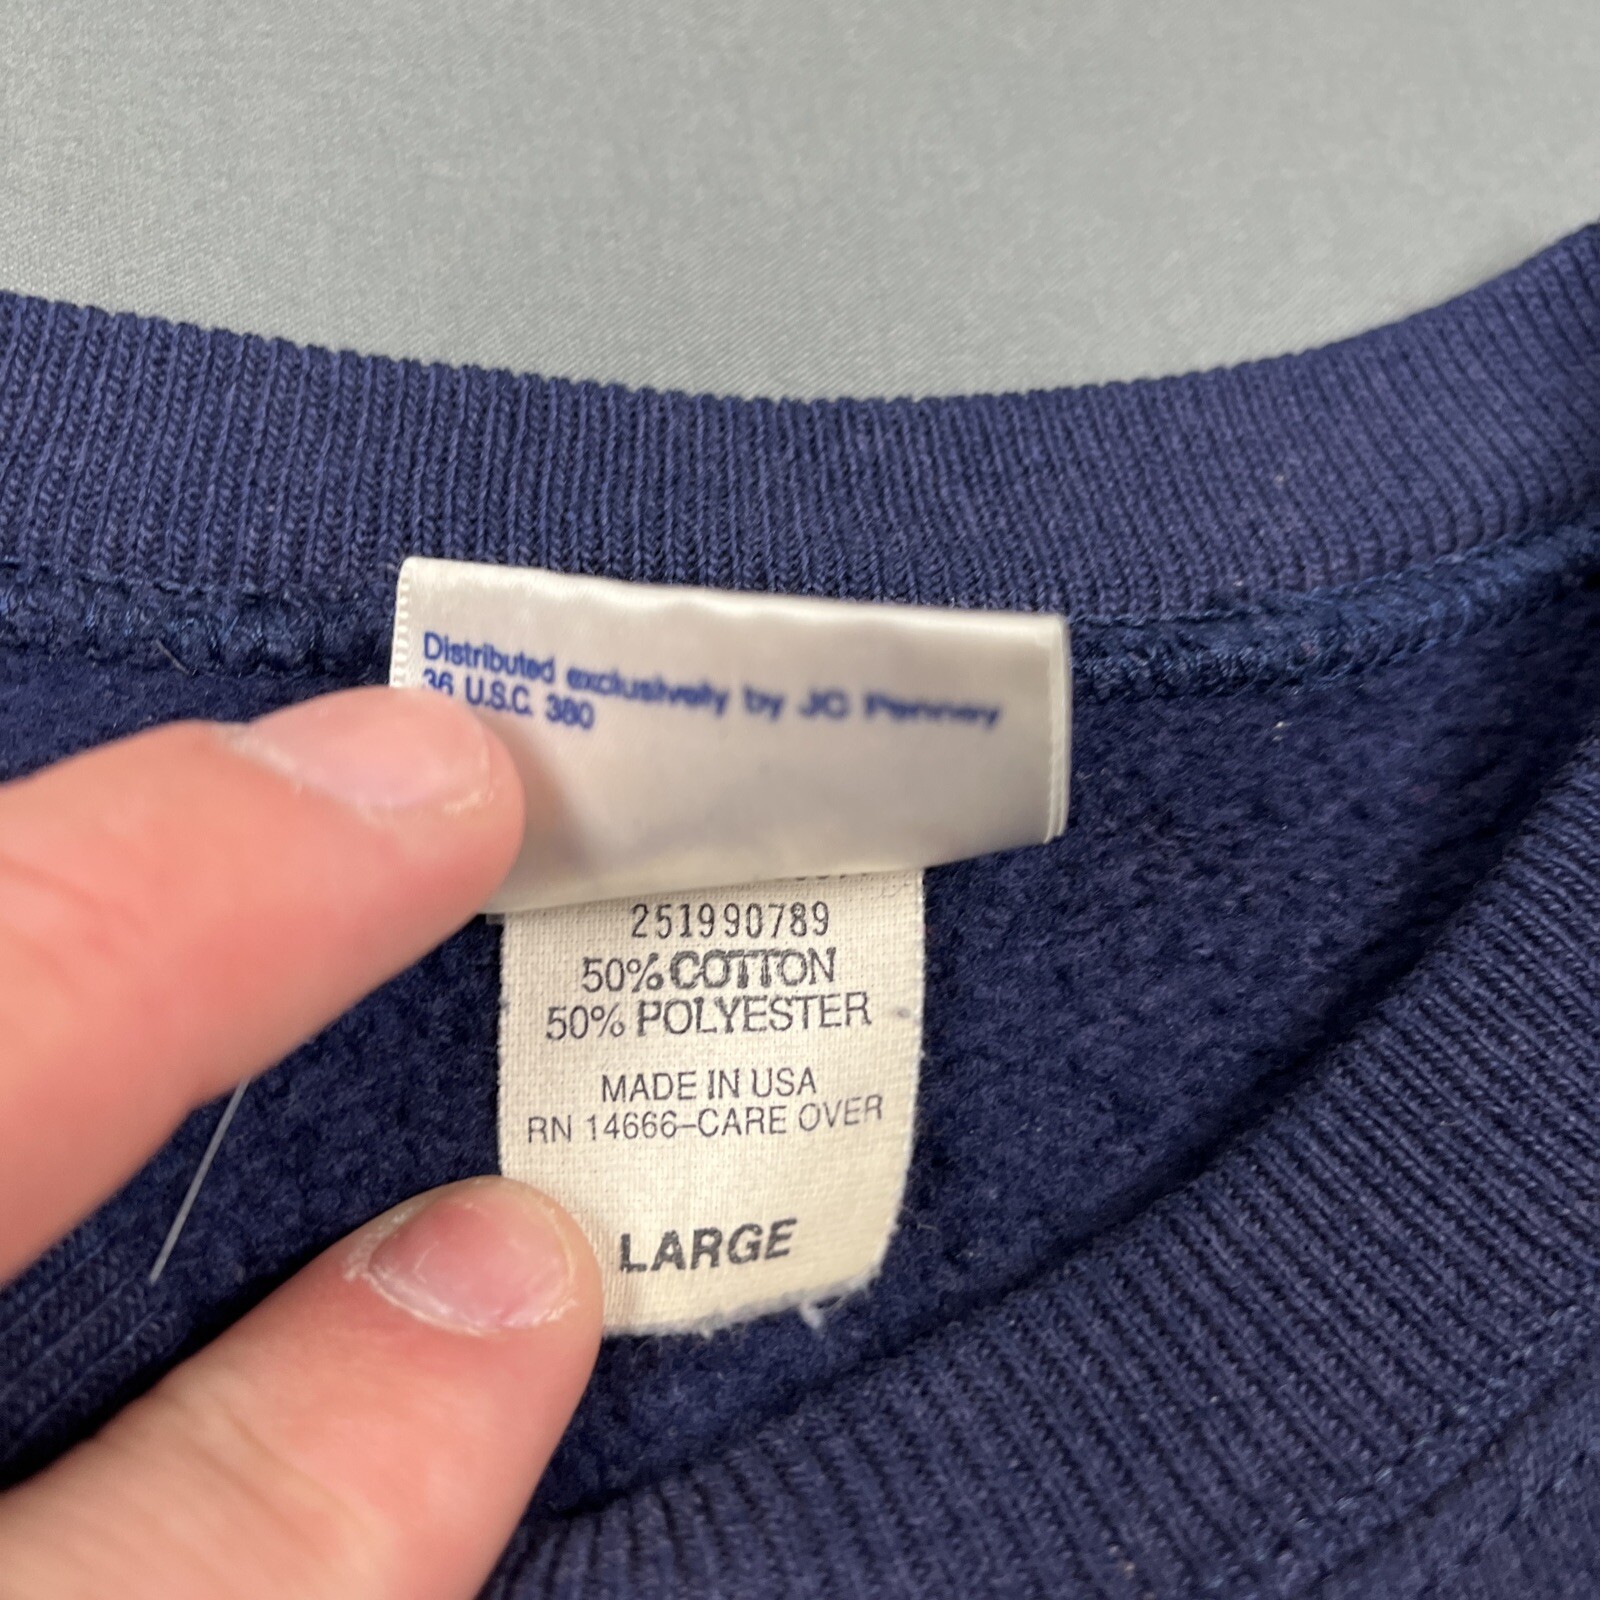 Distributed exclusively by JC Penney
36 U.S.C. 380
251990789
50% COTTON
50% POLYESTER
MADE IN USA
RN 14666–CARE OVER
LARGE